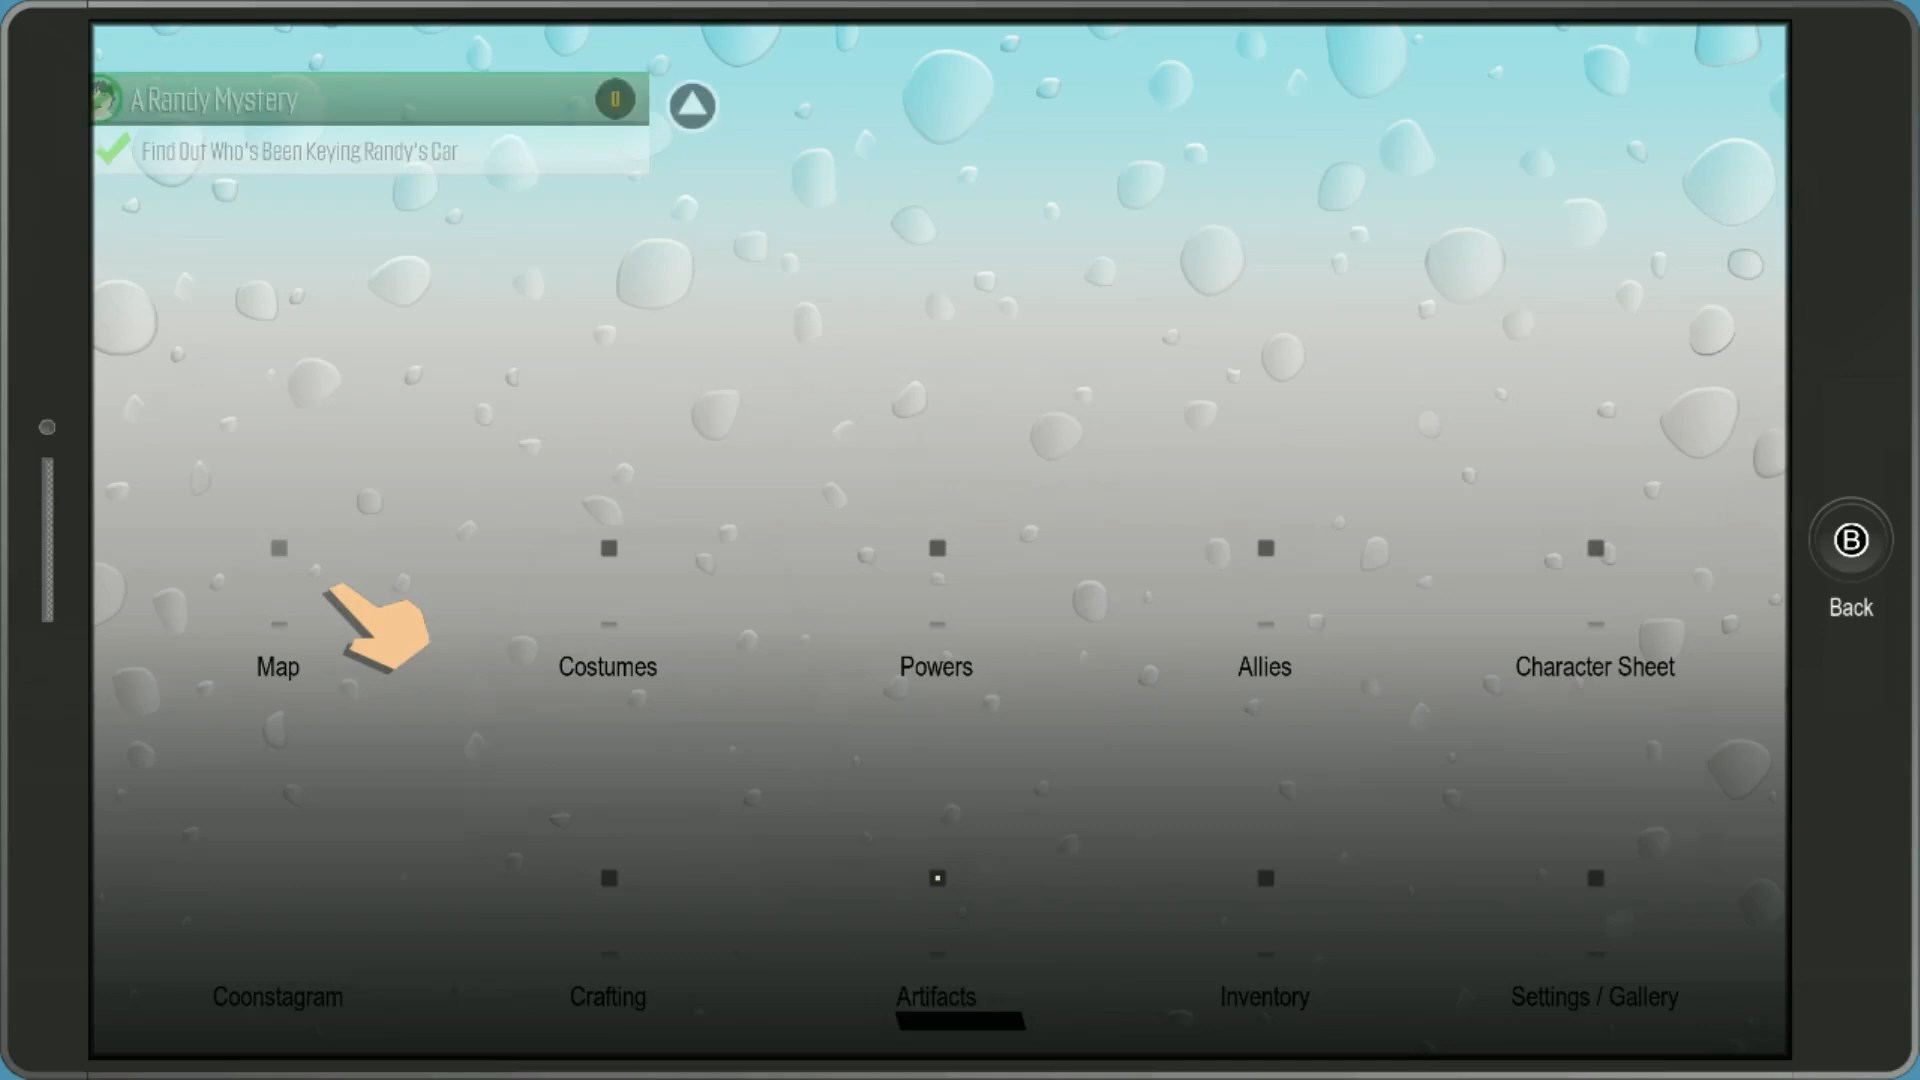 A Randy Mystery
Find Out Who's Been Keying Randy's Car
B
Back
Map
Costumes
Powers
Allies
Character Sheet
Coonstagram
Crafting
Artifacts
Inventory
Settings / Gallery